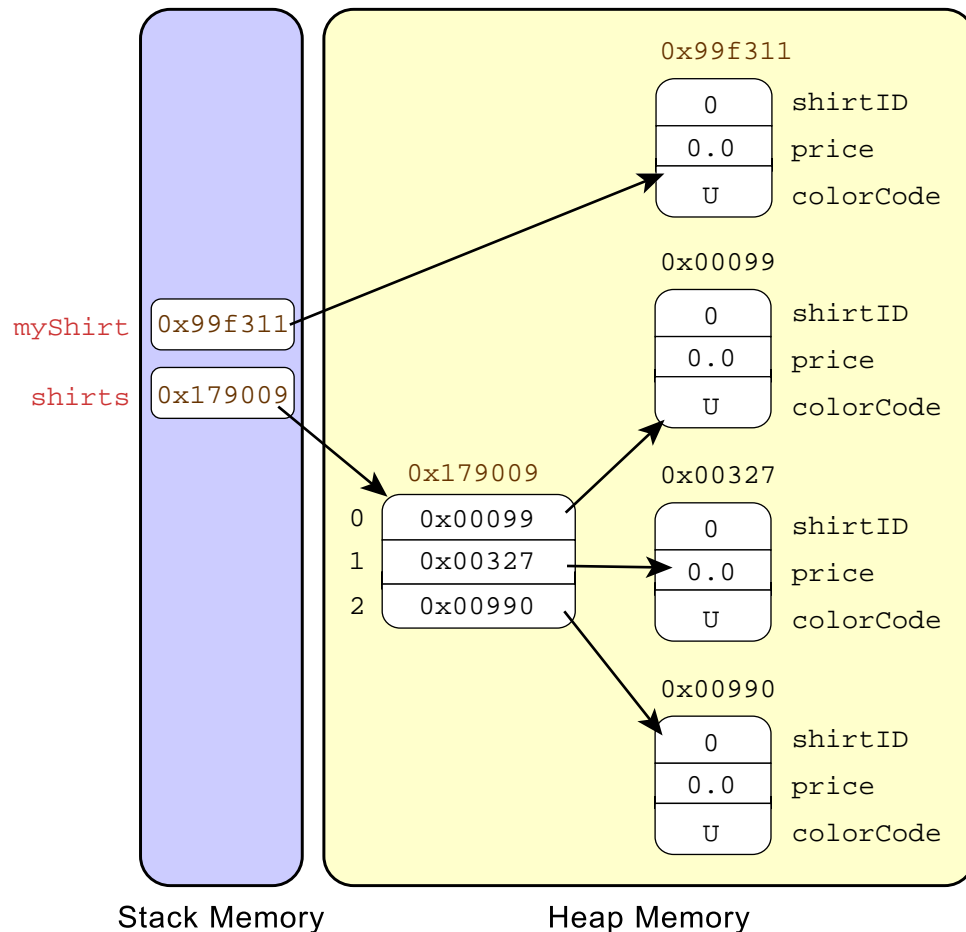 0x99f311
0 shirtID
0.0 price
U colorCode
0x00099
0 shirtID
myShirt 0x99f311
0.0 price
shirts 0x179009
U colorCode
0x179009
0x00327
0 0x00099
0 shirtID
1 0x00327
0.0 price
2 0x00990
U colorCode
0x00990
0 shirtID
0.0 price
U colorCode
Stack Memory
Heap Memory